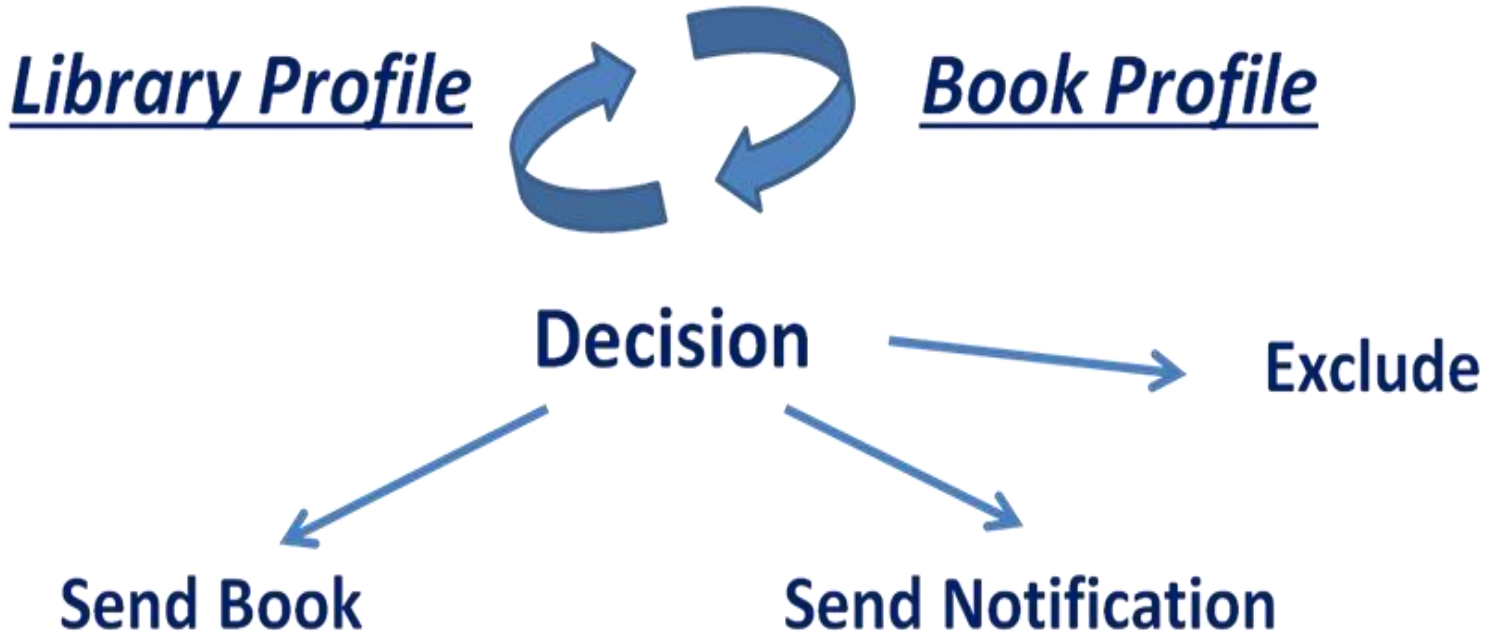 Library Profile
Book Profile
Decision
Exclude
Send Book
Send Notification